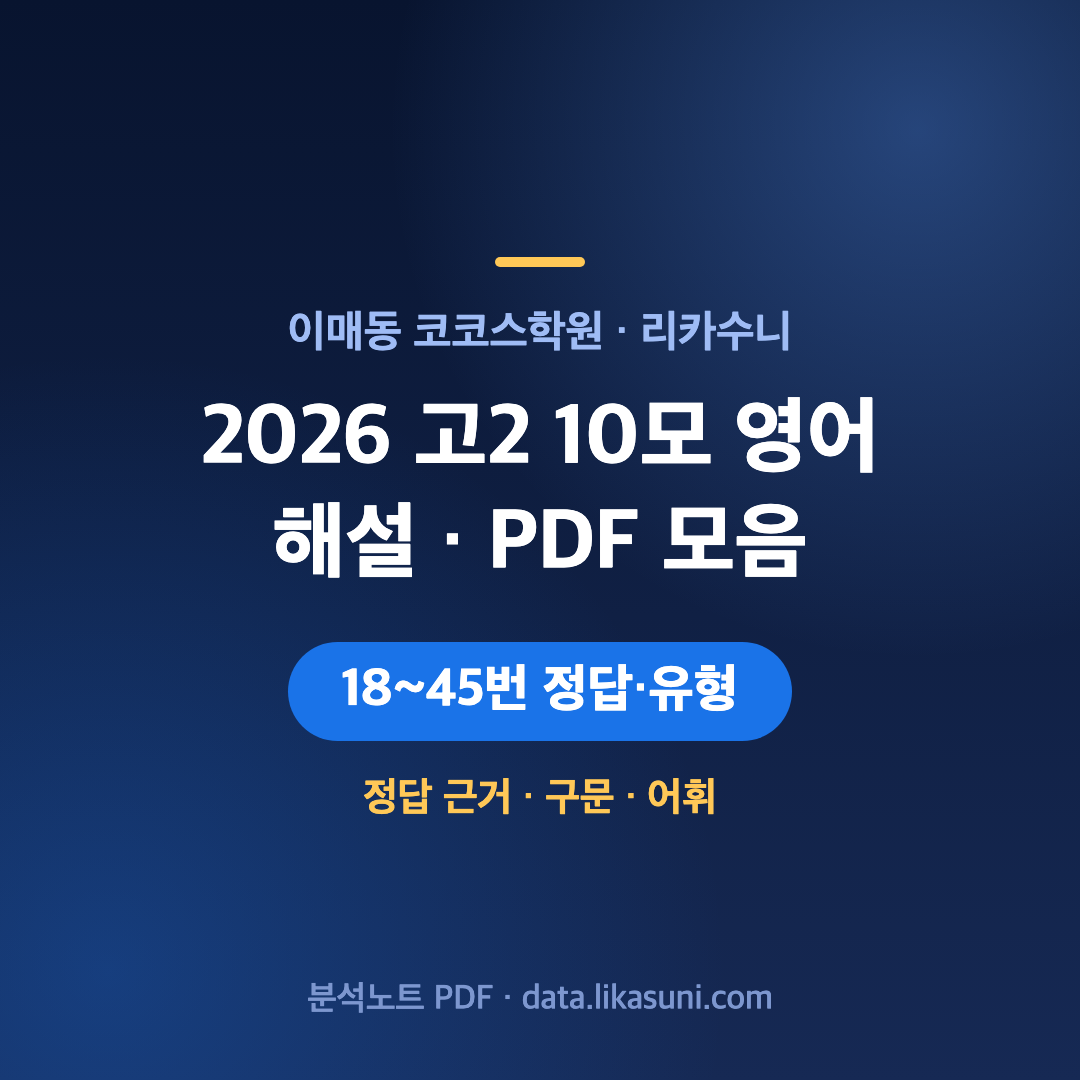 이매동 코코스학원 · 리카수니
2026 고2 10모 영어
해설 · PDF 모음
18~45번 정답·유형
정답 근거 · 구문 · 어휘
분석노트 PDF · data.likasuni.com